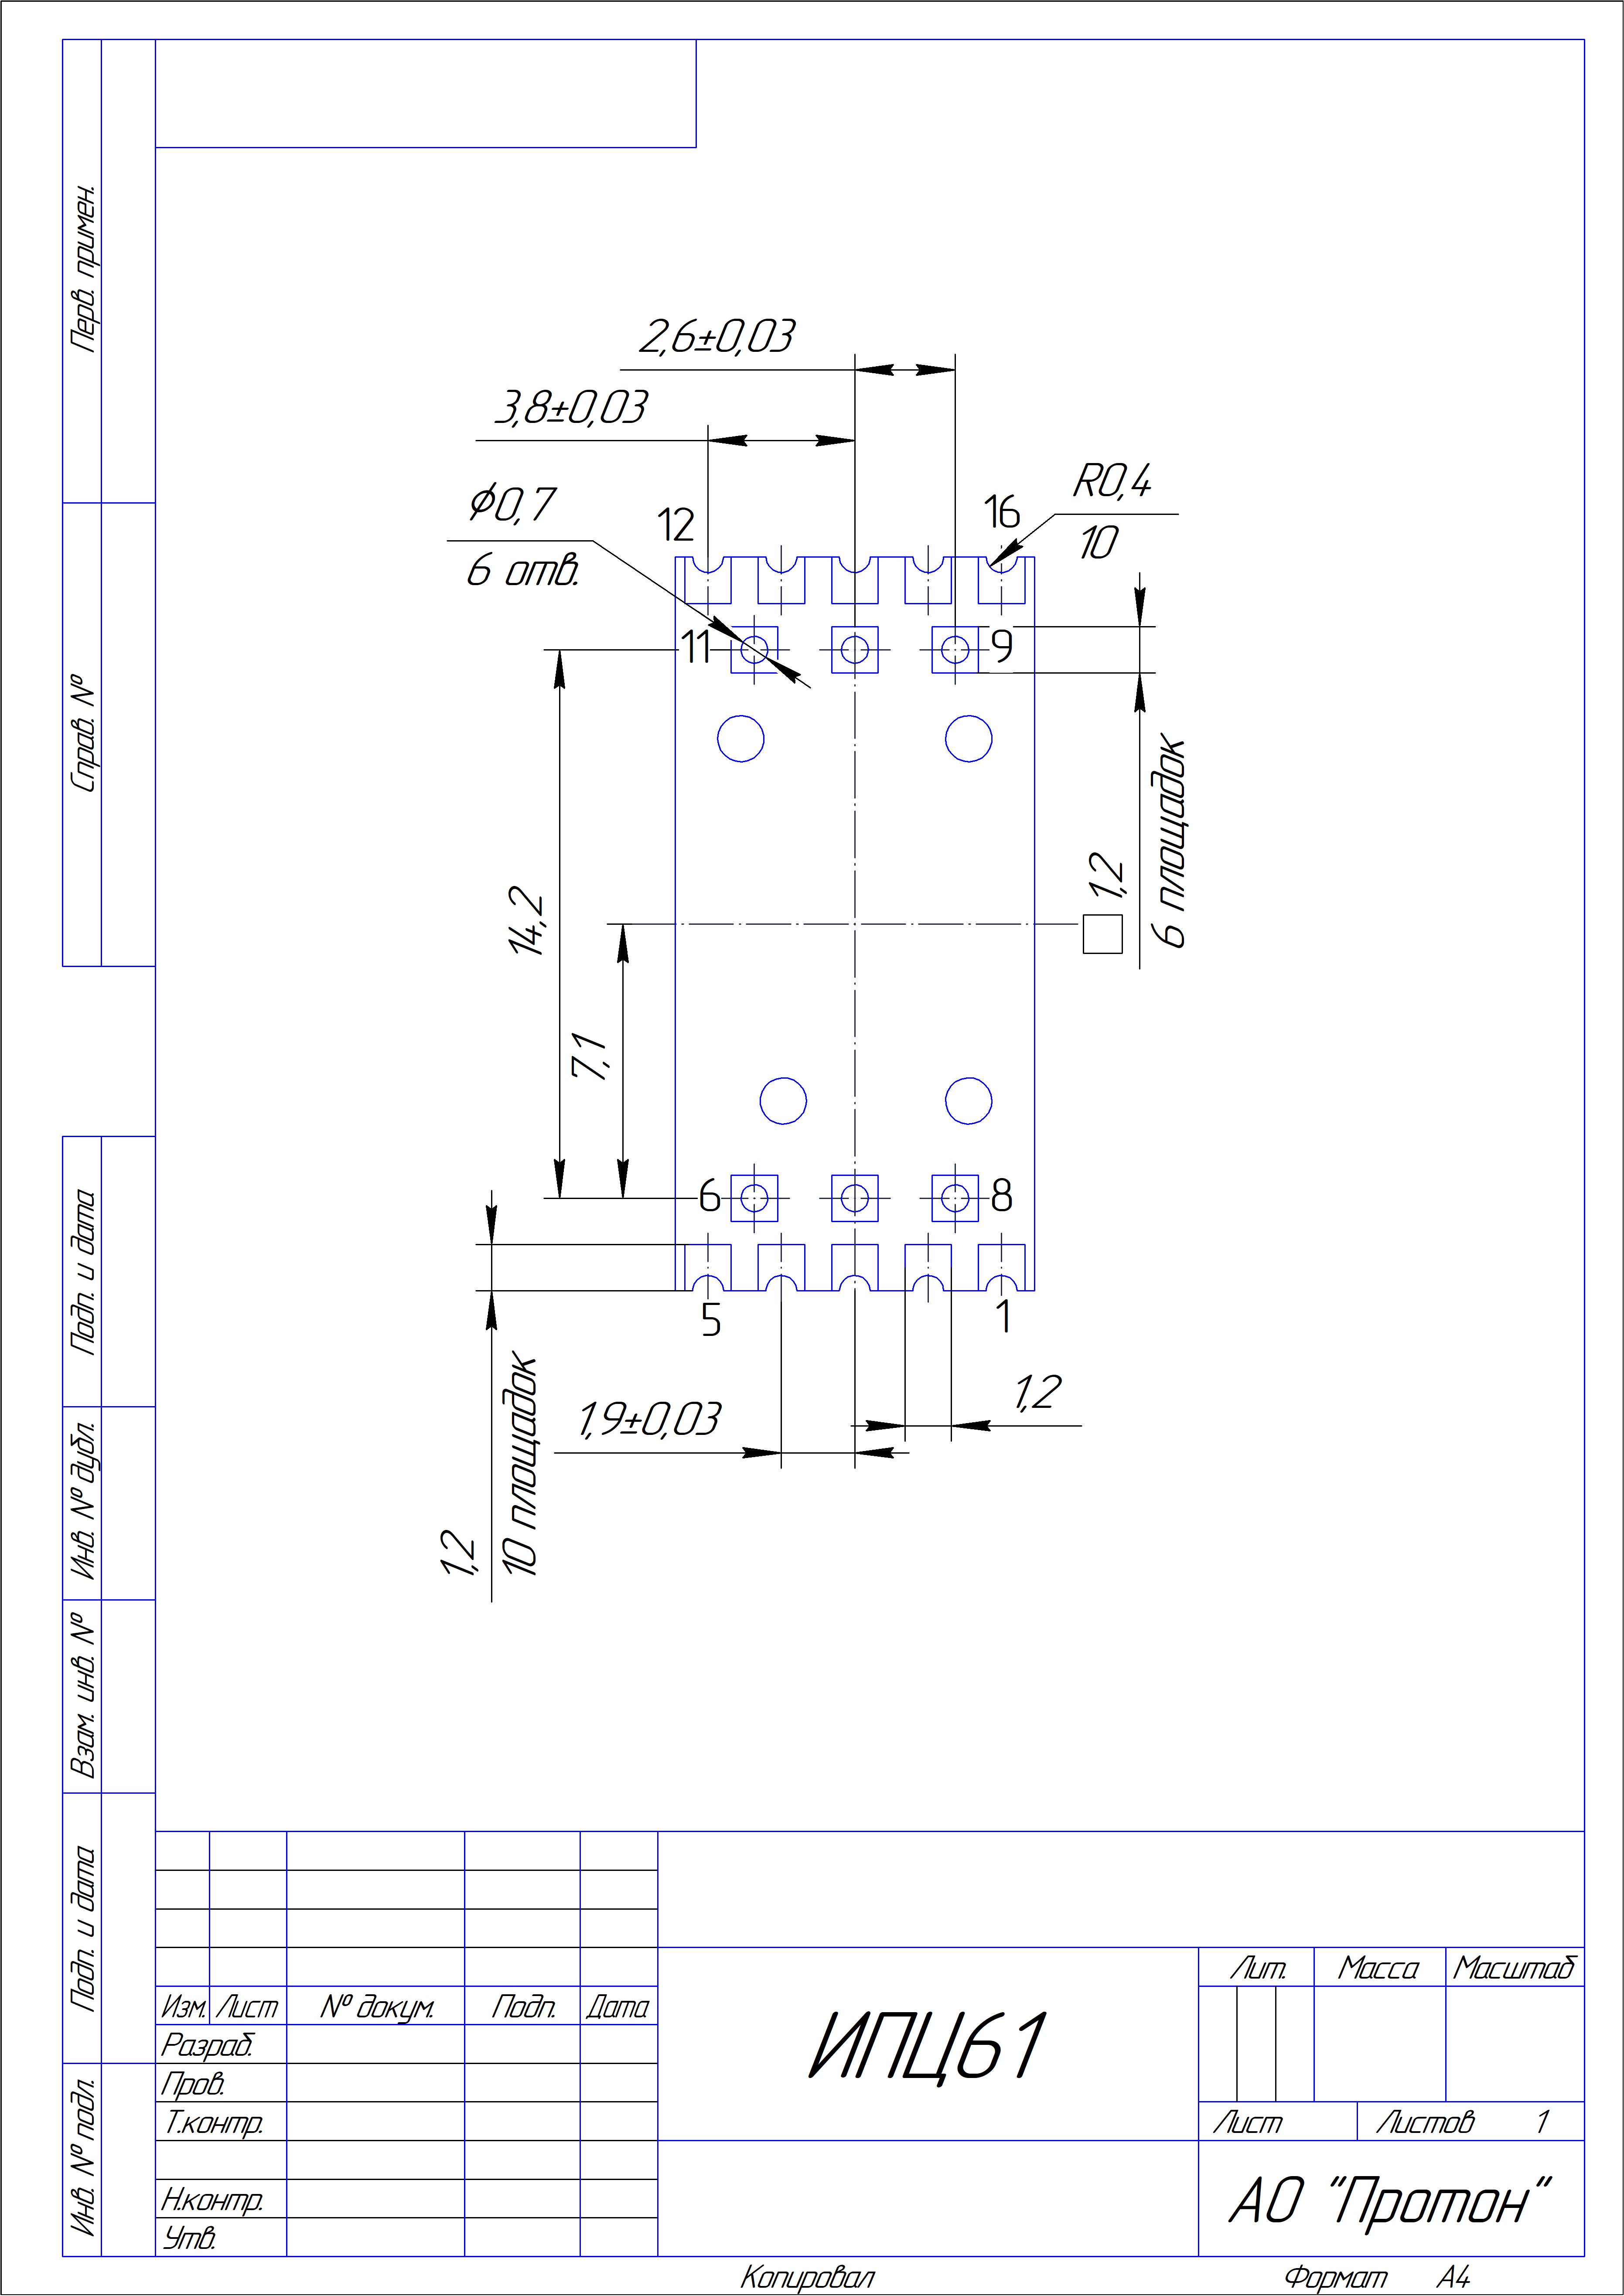 Перв. примен.
Справ. №
Подп. и дата
Инв. № дубл.
Взам. инв. №
Подп. и дата
Инв. № подл.
2,6±0,03
3,8±0,03
R0,4
10
⌀0,7
6 отв.
12
16
11
9
14,2
7,1
□ 1,2
6 площадок
6
8
5
1
1,2
10 площадок
1,9±0,03
1,2
Изм. Лист № докум. Подп. Дата
Разраб.
Пров.
Т.контр.
Н.контр.
Утв.
ИПЦ61
Лит. Масса Масштаб
Лист Листов 1
АО "Протон"
Копировал Формат А4